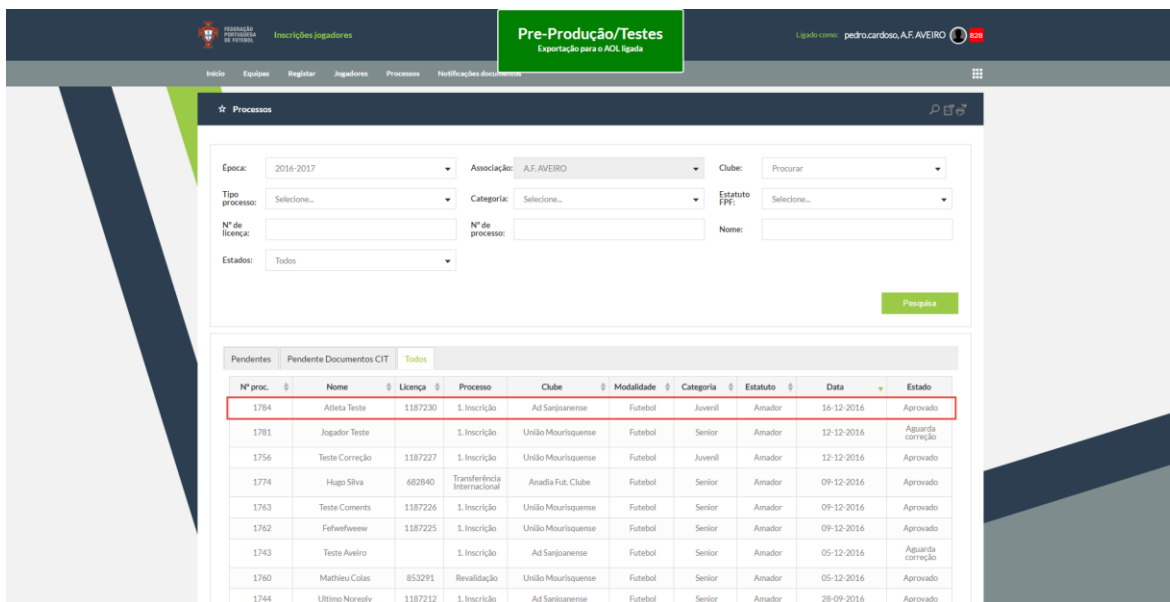 FEDERAÇÃO
PORTUGUESA
DE FUTEBOL
Inscrições jogadores
Pre-Produção/Testes
Exportação para o AOL ligada
Ligado como: pedro.cardoso, A.F. AVEIRO B2B
Início Equipas Registar Jogadores Processos Notificações documentos
Processos
Época: 2016-2017 Associação: A.F. AVEIRO Clube: Procurar
Tipo processo: Selecione... Categoria: Selecione... Estatuto FPF: Selecione...
Nº de licença: Nº de processo: Nome:
Estados: Todos
Pesquisa
Pendentes Pendente Documentos CIT Todos
Nº proc. Nome Licença Processo Clube Modalidade Categoria Estatuto Data Estado
1784 Atleta Teste 1187230 1. Inscrição Ad Sanjoanense Futebol Juvenil Amador 16-12-2016 Aprovado
1781 Jogador Teste 1. Inscrição União Mourisquense Futebol Senior Amador 12-12-2016 Aguarda correção
1756 Teste Correção 1187227 1. Inscrição União Mourisquense Futebol Juvenil Amador 12-12-2016 Aprovado
1774 Hugo Silva 682840 Transferência Internacional Anadia Fut. Clube Futebol Senior Amador 09-12-2016 Aprovado
1763 Teste Coments 1187226 1. Inscrição União Mourisquense Futebol Senior Amador 09-12-2016 Aprovado
1762 Fefwefweew 1187225 1. Inscrição União Mourisquense Futebol Senior Amador 09-12-2016 Aprovado
1743 Teste Aveiro 1. Inscrição Ad Sanjoanense Futebol Senior Amador 05-12-2016 Aguarda correção
1760 Mathieu Colas 853291 Revalidação União Mourisquense Futebol Senior Amador 05-12-2016 Aprovado
1744 Ultimo Noreply 1187212 1. Inscrição Ad Sanjoanense Futebol Senior Amador 28-09-2016 Aprovado